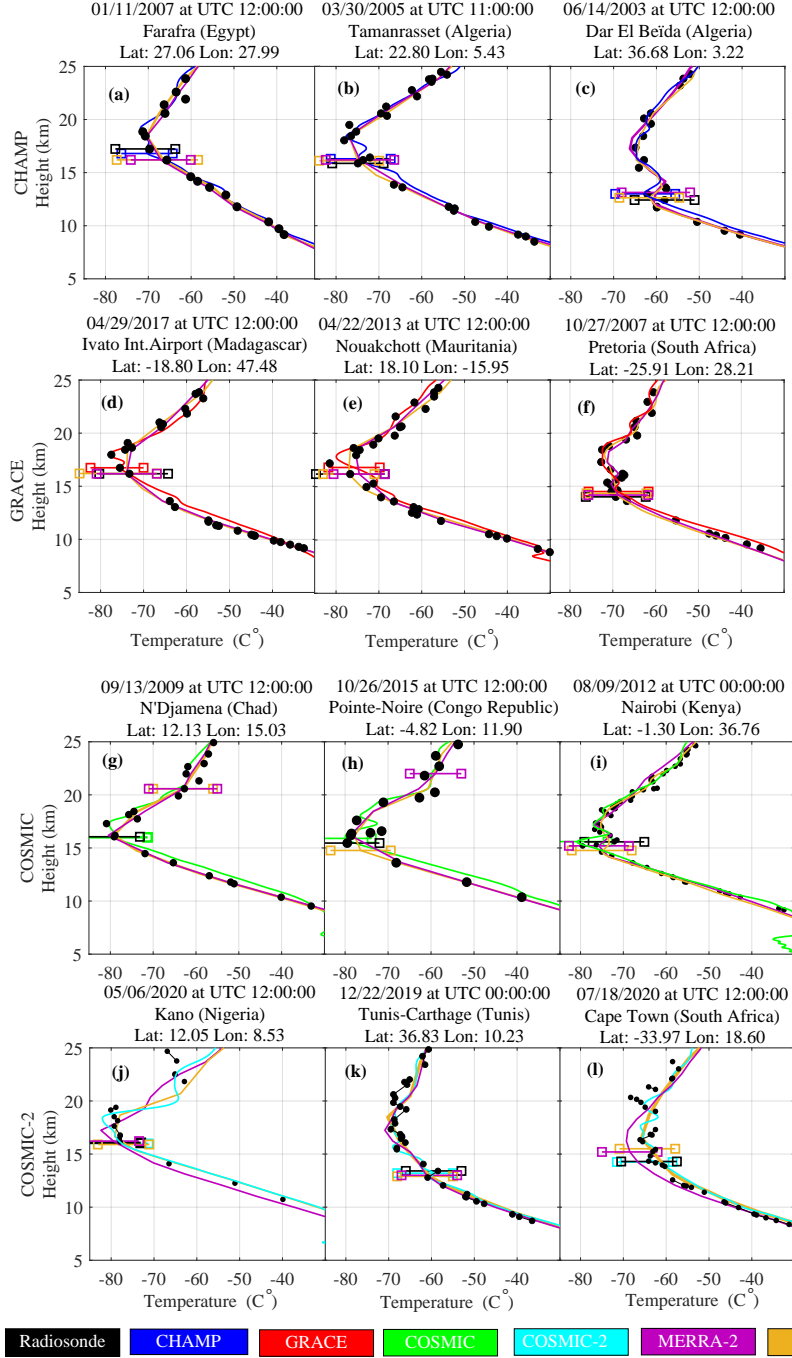 01/11/2007 at UTC 12:00:00
Farafra (Egypt)
Lat: 27.06 Lon: 27.99
03/30/2005 at UTC 11:00:00
Tamanrasset (Algeria)
Lat: 22.80 Lon: 5.43
06/14/2003 at UTC 12:00:00
Dar El Beïda (Algeria)
Lat: 36.68 Lon: 3.22
CHAMP
Height (km)
25
20
15
10
5
(a)
(b)
(c)
-80 -70 -60 -50 -40
-80 -70 -60 -50 -40
-80 -70 -60 -50 -40
04/29/2017 at UTC 12:00:00
Ivato Int.Airport (Madagascar)
Lat: -18.80 Lon: 47.48
04/22/2013 at UTC 12:00:00
Nouakchott (Mauritania)
Lat: 18.10 Lon: -15.95
10/27/2007 at UTC 12:00:00
Pretoria (South Africa)
Lat: -25.91 Lon: 28.21
GRACE
Height (km)
25
20
15
10
5
(d)
(e)
(f)
-80 -70 -60 -50 -40
-80 -70 -60 -50 -40
-80 -70 -60 -50 -40
Temperature (C°)
Temperature (C°)
Temperature (C°)
09/13/2009 at UTC 12:00:00
N'Djamena (Chad)
Lat: 12.13 Lon: 15.03
10/26/2015 at UTC 12:00:00
Pointe-Noire (Congo Republic)
Lat: -4.82 Lon: 11.90
08/09/2012 at UTC 00:00:00
Nairobi (Kenya)
Lat: -1.30 Lon: 36.76
COSMIC
Height (km)
25
20
15
10
5
(g)
(h)
(i)
-80 -70 -60 -50 -40
-80 -70 -60 -50 -40
-80 -70 -60 -50 -40
05/06/2020 at UTC 12:00:00
Kano (Nigeria)
Lat: 12.05 Lon: 8.53
12/22/2019 at UTC 00:00:00
Tunis-Carthage (Tunis)
Lat: 36.83 Lon: 10.23
07/18/2020 at UTC 12:00:00
Cape Town (South Africa)
Lat: -33.97 Lon: 18.60
COSMIC-2
Height (km)
25
20
15
10
5
(j)
(k)
(l)
-80 -70 -60 -50 -40
-80 -70 -60 -50 -40
-80 -70 -60 -50 -40
Temperature (C°)
Temperature (C°)
Temperature (C°)
Radiosonde CHAMP GRACE COSMIC COSMIC-2 MERRA-2